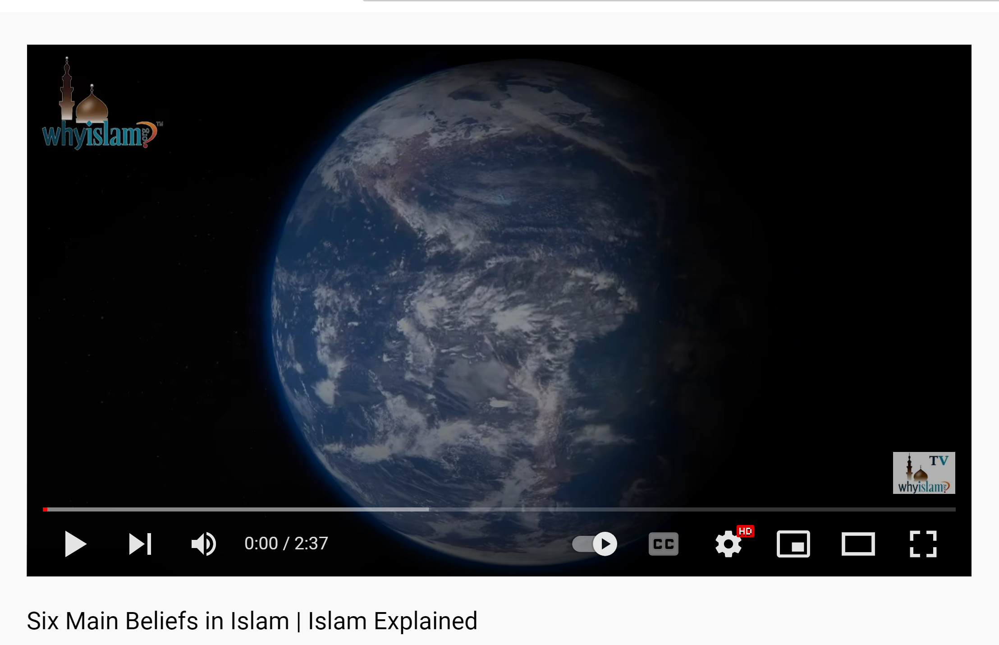 whyislam?
.org
TM
TV
whyislam?
HD
0:00 / 2:37
CC
Six Main Beliefs in Islam | Islam Explained